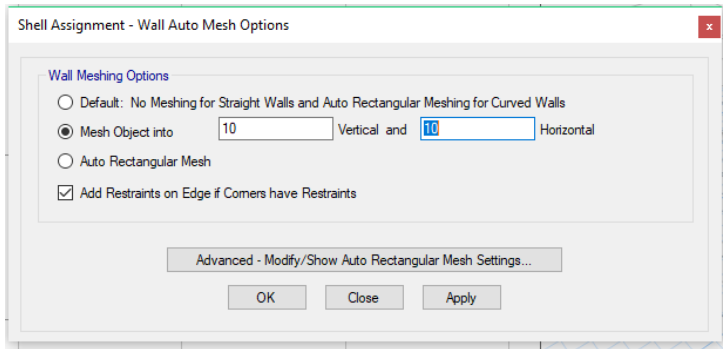 Shell Assignment - Wall Auto Mesh Options
x
Wall Meshing Options
Default: No Meshing for Straight Walls and Auto Rectangular Meshing for Curved Walls
Mesh Object into 10 Vertical and 10 Horizontal
Auto Rectangular Mesh
Add Restraints on Edge if Corners have Restraints
Advanced - Modify/Show Auto Rectangular Mesh Settings...
OK Close Apply